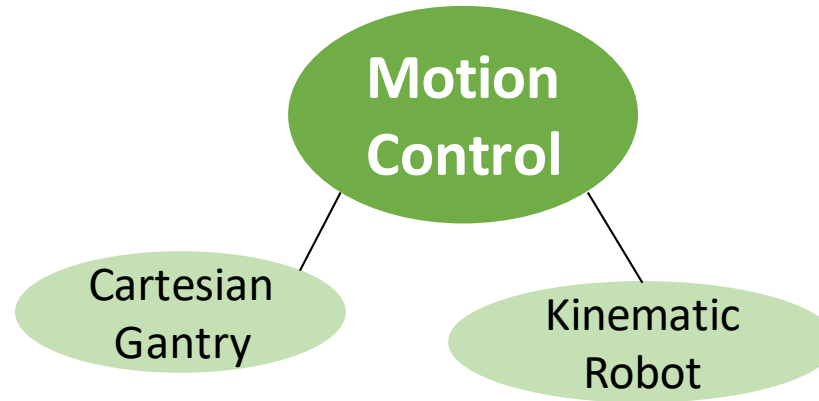 Motion
Control
Cartesian
Gantry
Kinematic
Robot